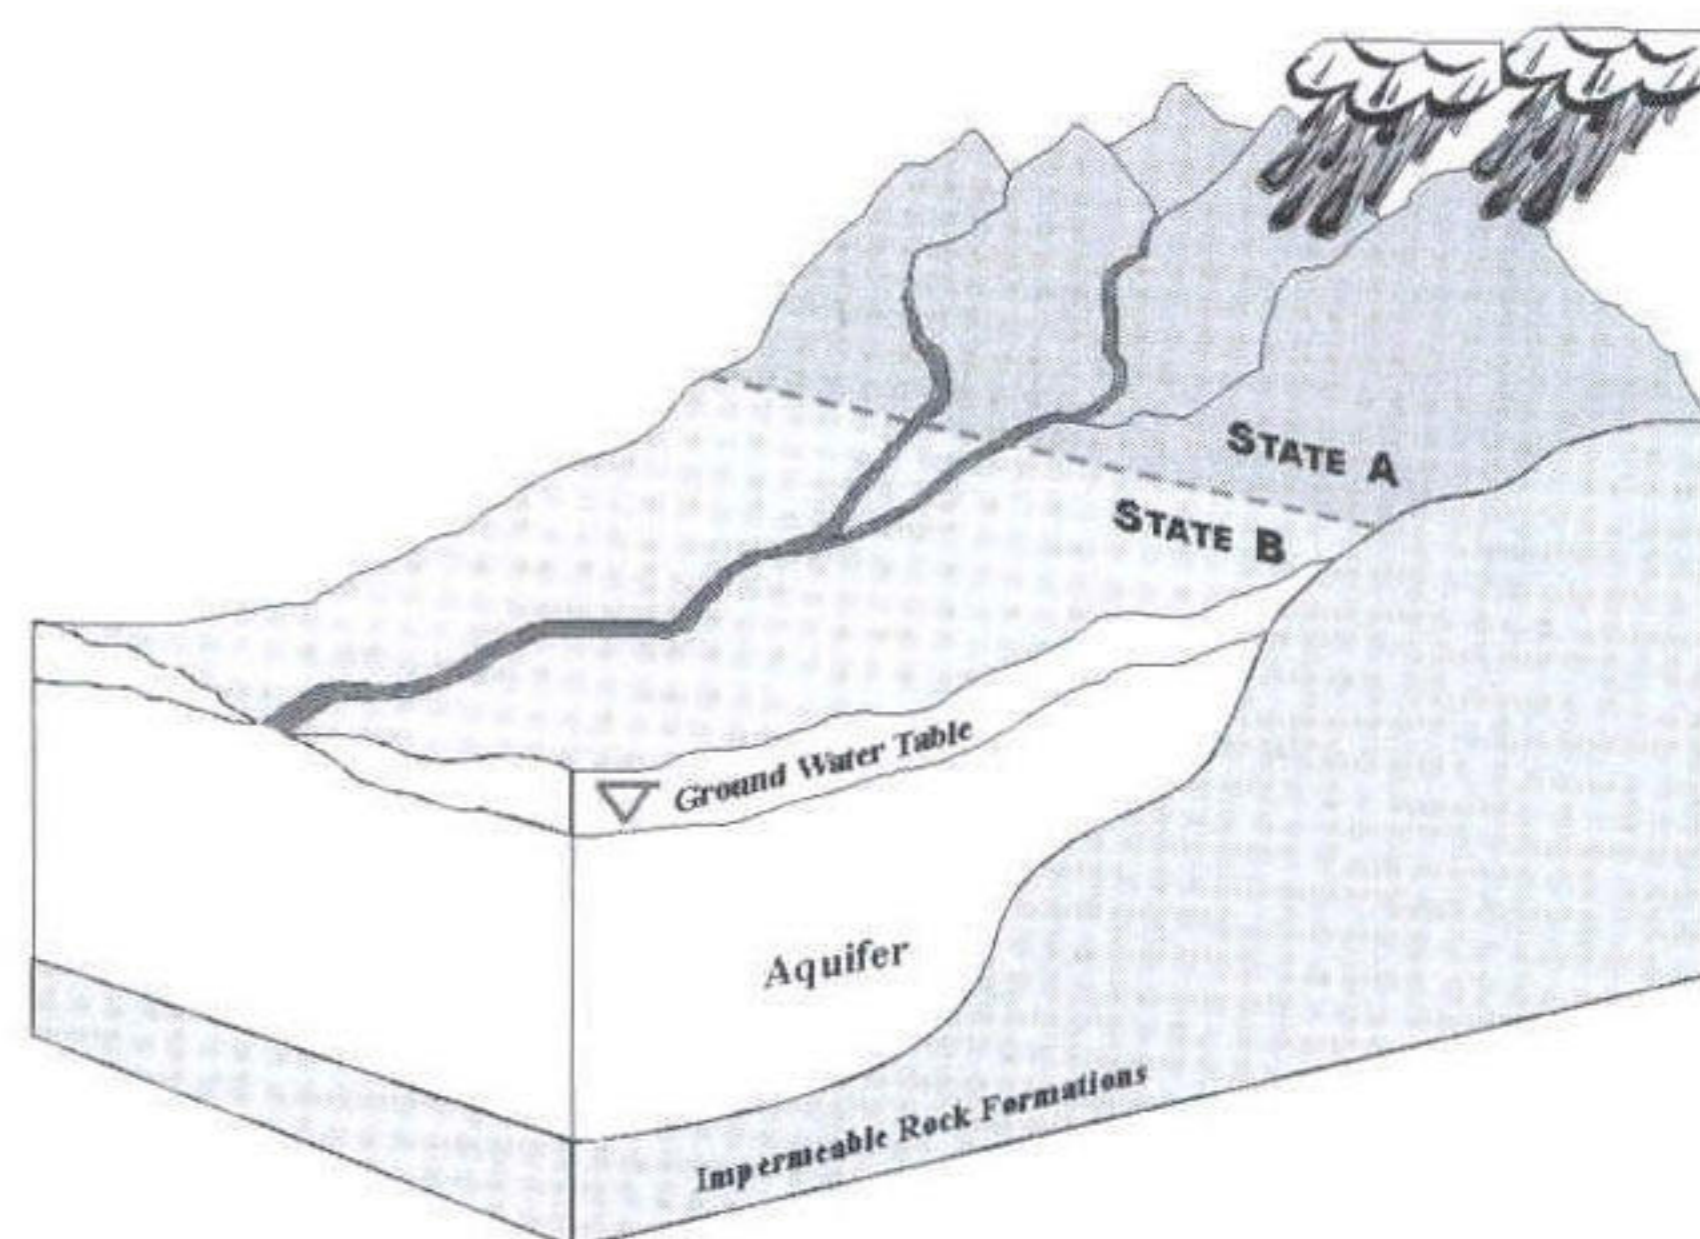 STATE A
STATE B
Ground Water Table
Aquifer
Impermeable Rock Formations